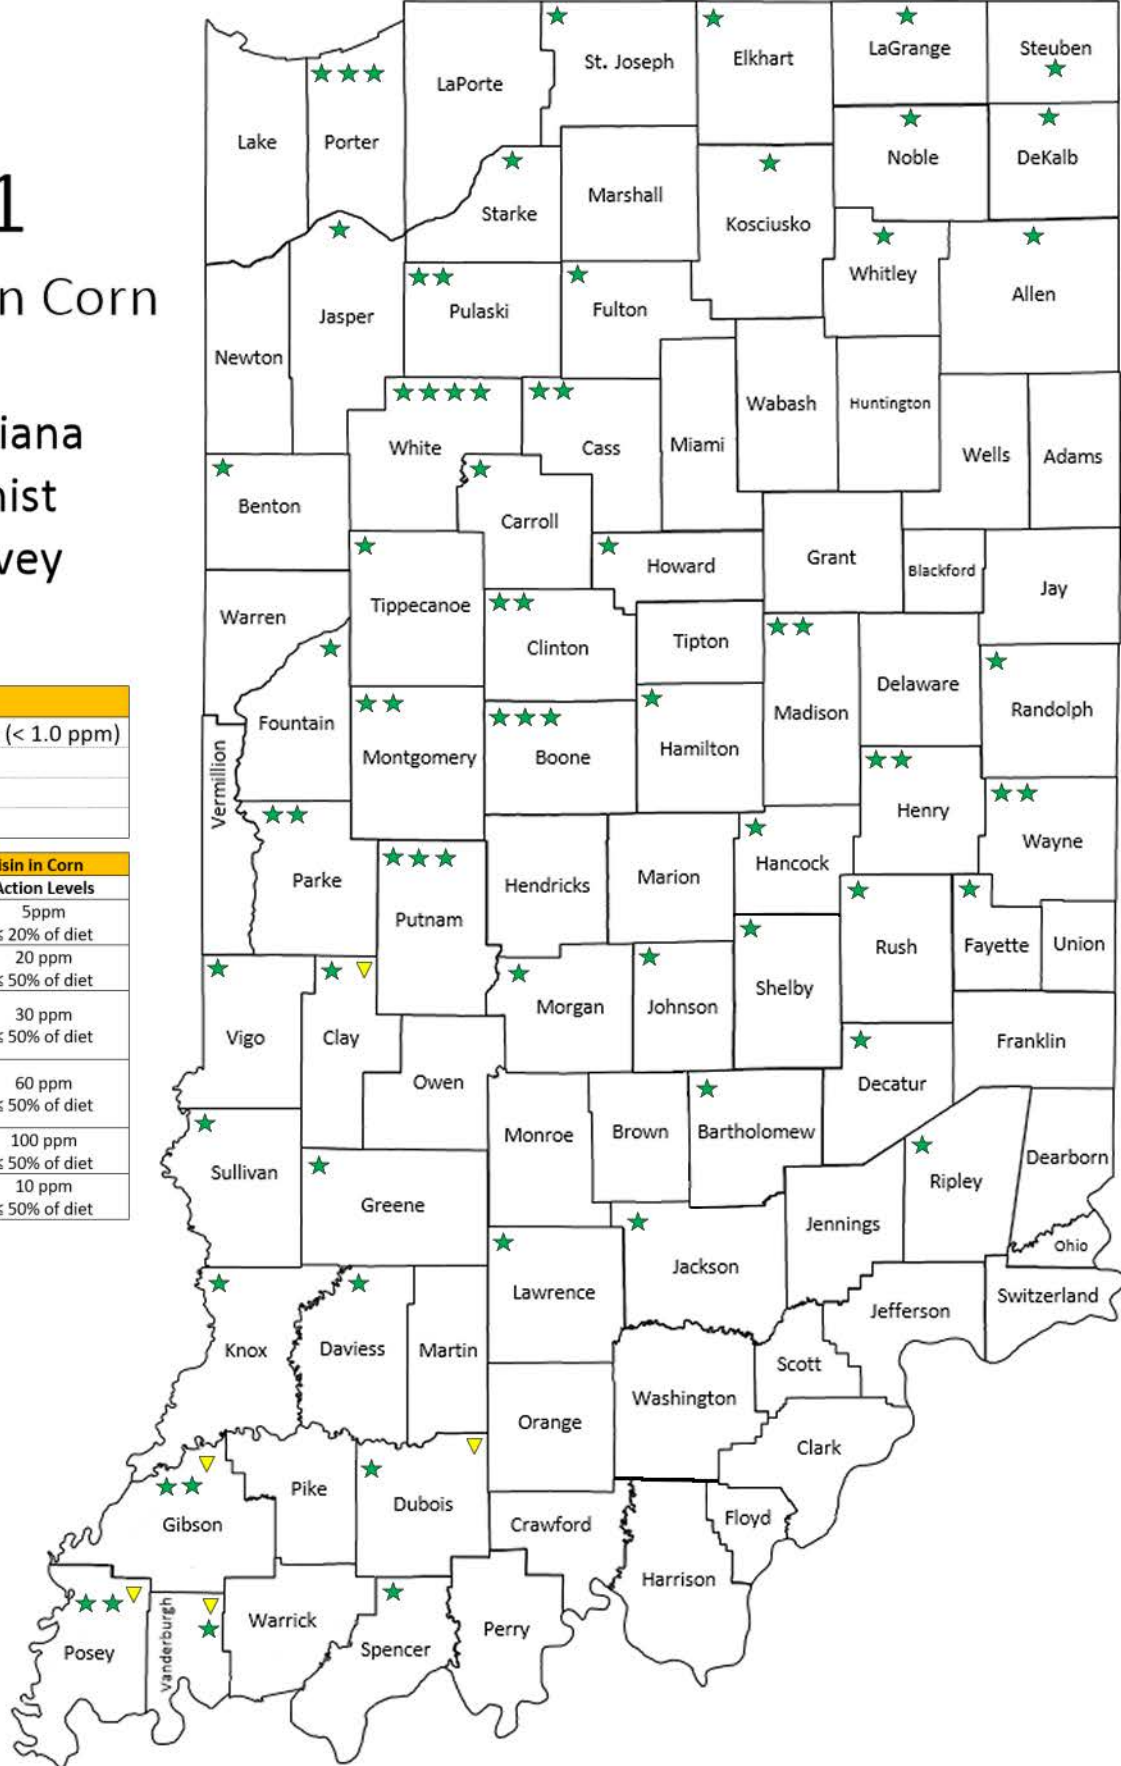 1
n Corn
iana
nist
vey
(< 1.0 ppm)
isin in Corn
Action Levels
5ppm
≤ 20% of diet
20 ppm
≤ 50% of diet
30 ppm
≤ 50% of diet
60 ppm
≤ 50% of diet
100 ppm
≤ 50% of diet
10 ppm
≤ 50% of diet
St. Joseph
Elkhart
LaGrange
Steuben
LaPorte
Lake
Porter
Noble
DeKalb
Starke
Marshall
Kosciusko
Whitley
Allen
Jasper
Pulaski
Fulton
Newton
Wabash
Huntington
White
Cass
Miami
Wells
Adams
Benton
Carroll
Howard
Grant
Blackford
Jay
Warren
Tippecanoe
Clinton
Tipton
Delaware
Randolph
Fountain
Montgomery
Boone
Hamilton
Madison
Vermillion
Henry
Wayne
Parke
Putnam
Hendricks
Marion
Hancock
Rush
Fayette
Union
Vigo
Clay
Morgan
Johnson
Shelby
Franklin
Owen
Decatur
Monroe
Brown
Bartholomew
Dearborn
Sullivan
Greene
Ripley
Jennings
Ohio
Lawrence
Jackson
Switzerland
Jefferson
Knox
Daviess
Martin
Scott
Washington
Orange
Clark
Pike
Dubois
Gibson
Crawford
Floyd
Harrison
Posey
Vanderburgh
Warrick
Spencer
Perry